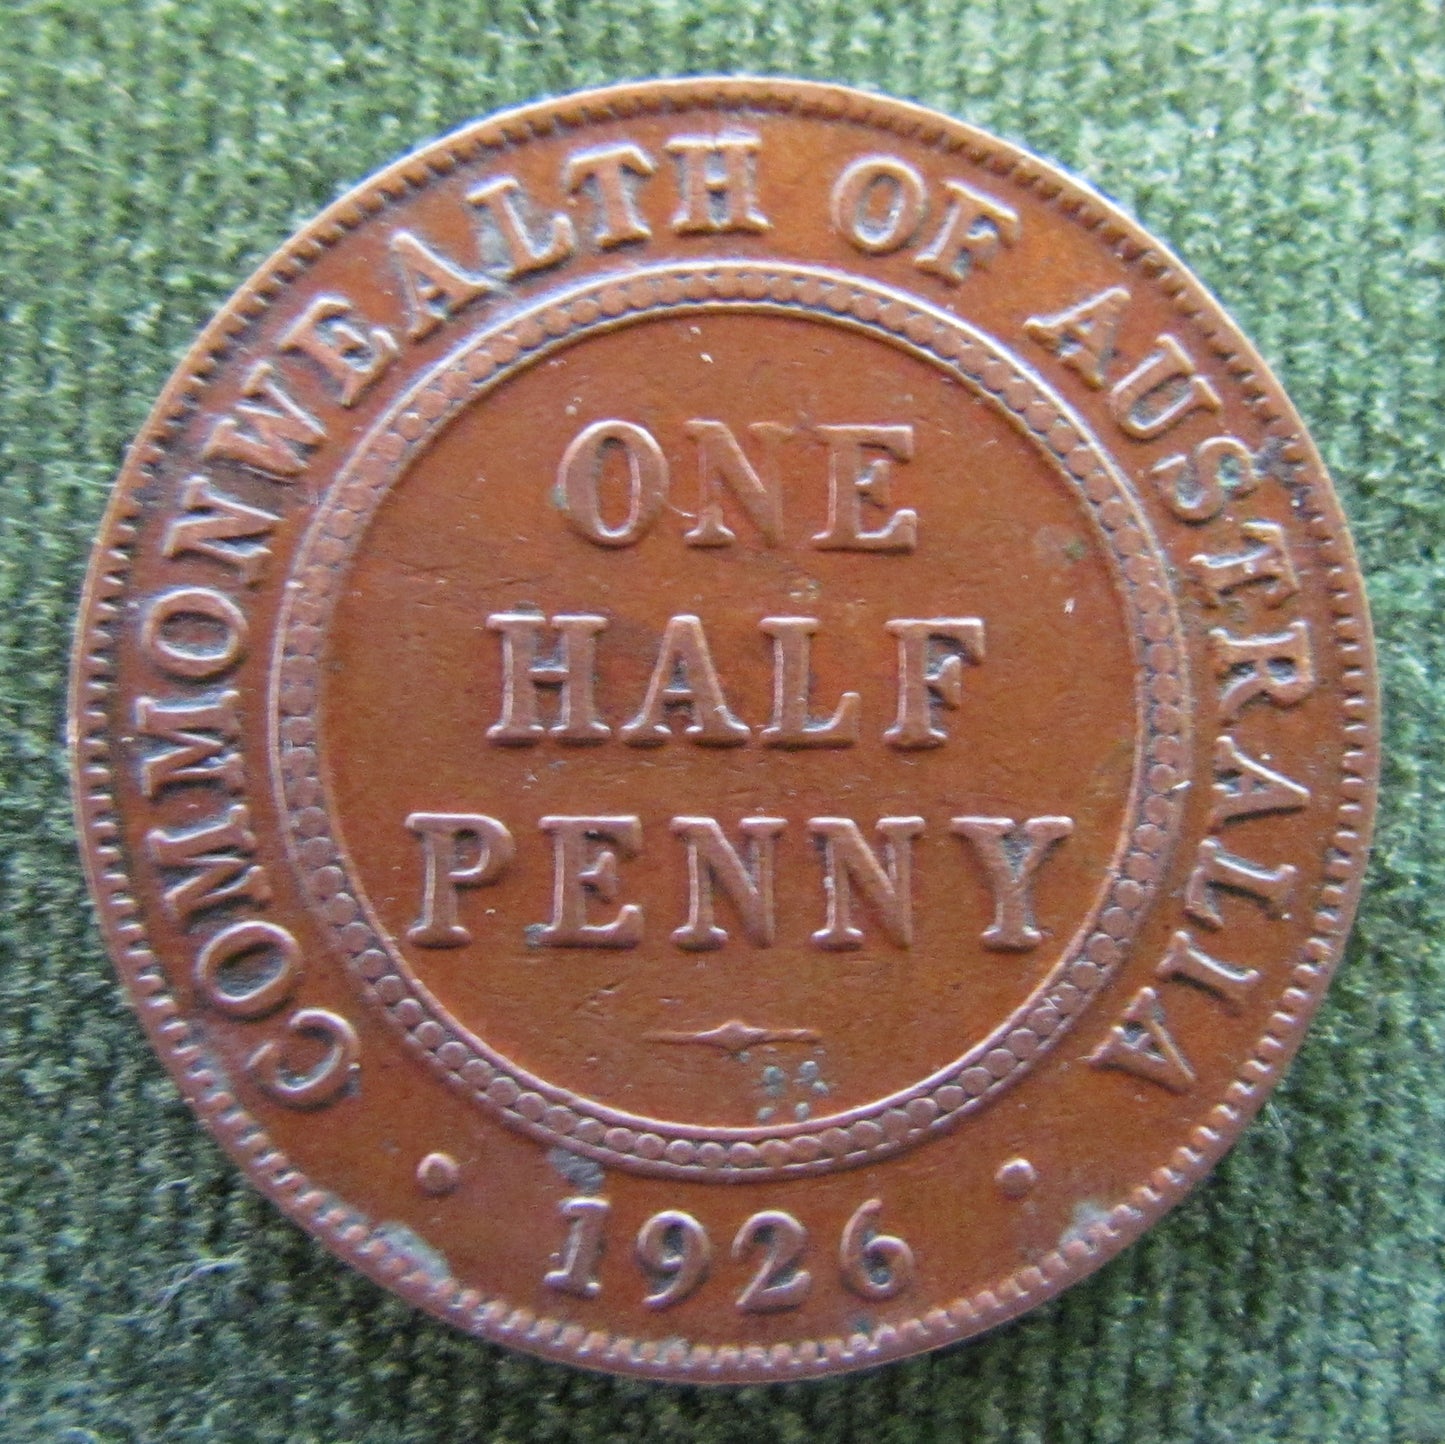 COMMONWEALTH OF AUSTRALIA
ONE
HALF
PENNY
1926